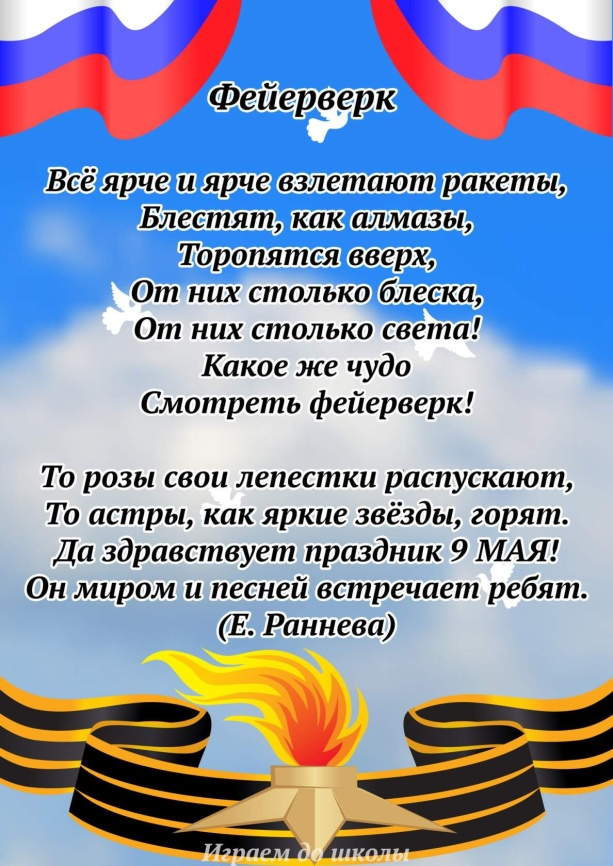 Фейерверк
Всё ярче и ярче взлетают ракеты,
Блестят, как алмазы,
Торопятся вверх,
От них столько блеска,
От них столько света!
Какое же чудо
Смотреть фейерверк!
То розы свои лепестки распускают,
То астры, как яркие звёзды, горят.
Да здравствует праздник 9 МАЯ!
Он миром и песней встречает ребят.
(Е. Раннева)
Играем до школы